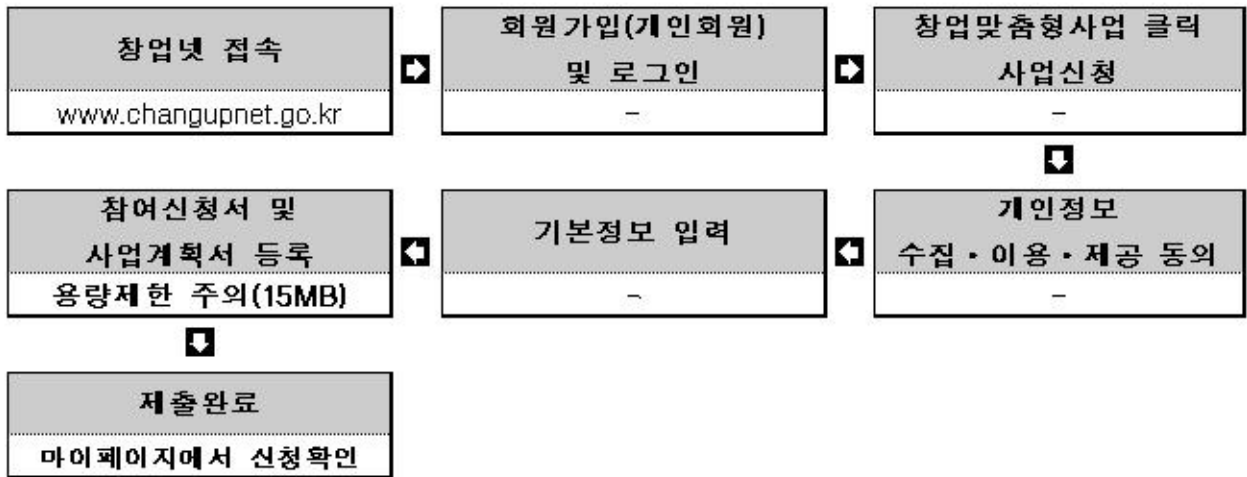 창업넷 접속
www.changupnet.go.kr
회원가입(개인회원)
및 로그인
–
창업맞춤형사업 클릭
사업신청
–
개인정보
수집·이용·제공 동의
–
기본정보 입력
–
참여신청서 및
사업계획서 등록
용량제한 주의(15MB)
제출완료
마이페이지에서 신청확인